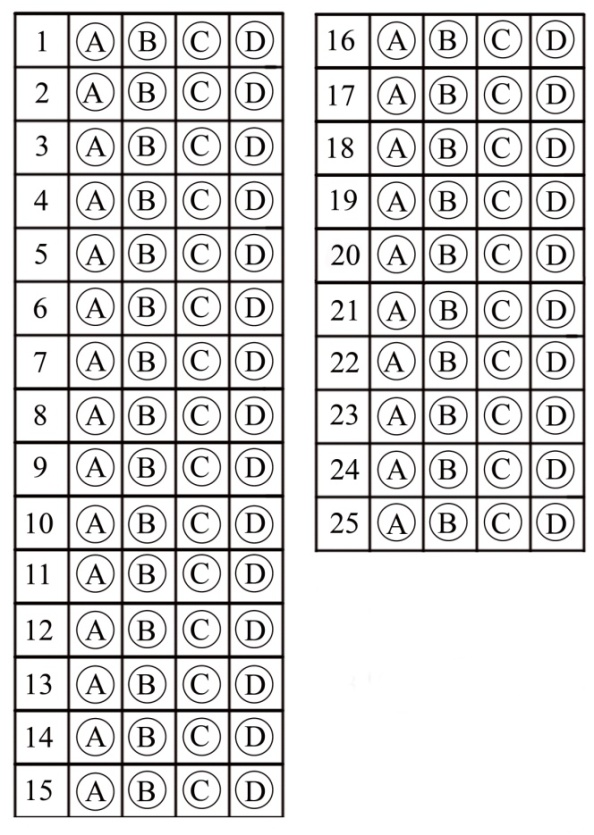 1 A B C D
2 A B C D
3 A B C D
4 A B C D
5 A B C D
6 A B C D
7 A B C D
8 A B C D
9 A B C D
10 A B C D
11 A B C D
12 A B C D
13 A B C D
14 A B C D
15 A B C D
16 A B C D
17 A B C D
18 A B C D
19 A B C D
20 A B C D
21 A B C D
22 A B C D
23 A B C D
24 A B C D
25 A B C D